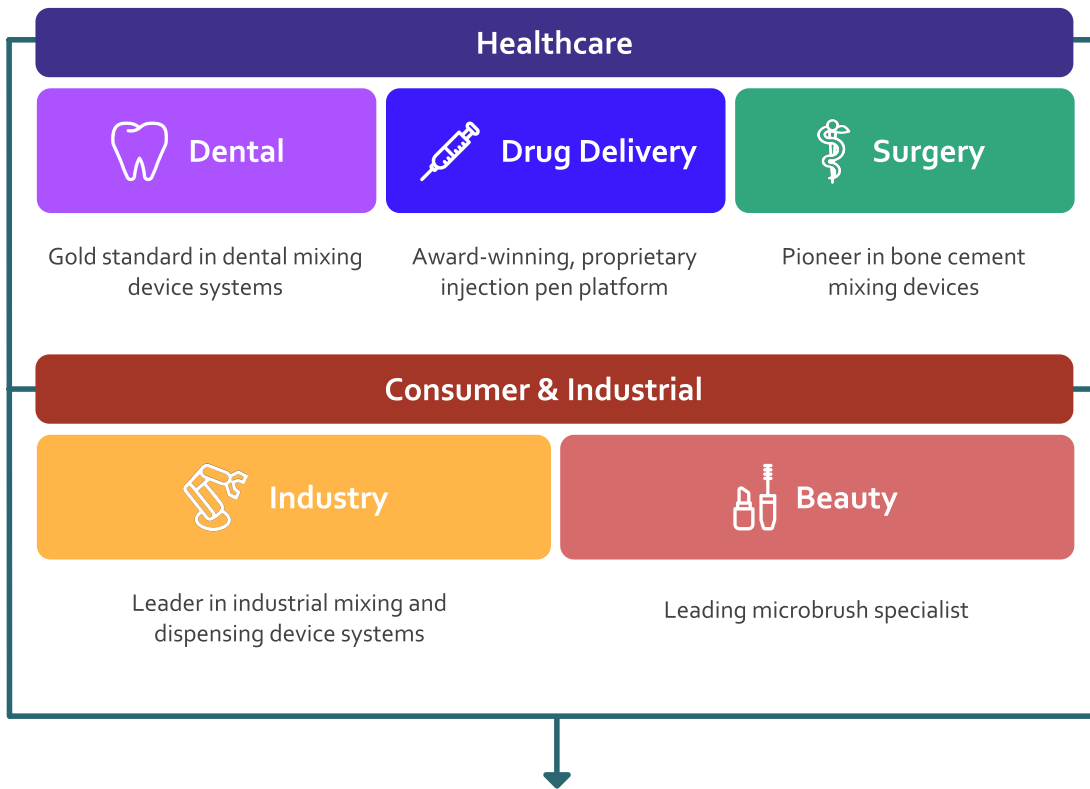 Healthcare
Dental
Drug Delivery
Surgery
Gold standard in dental mixing
device systems
Award-winning, proprietary
injection pen platform
Pioneer in bone cement
mixing devices
Consumer & Industrial
Industry
Beauty
Leader in industrial mixing and
dispensing device systems
Leading microbrush specialist